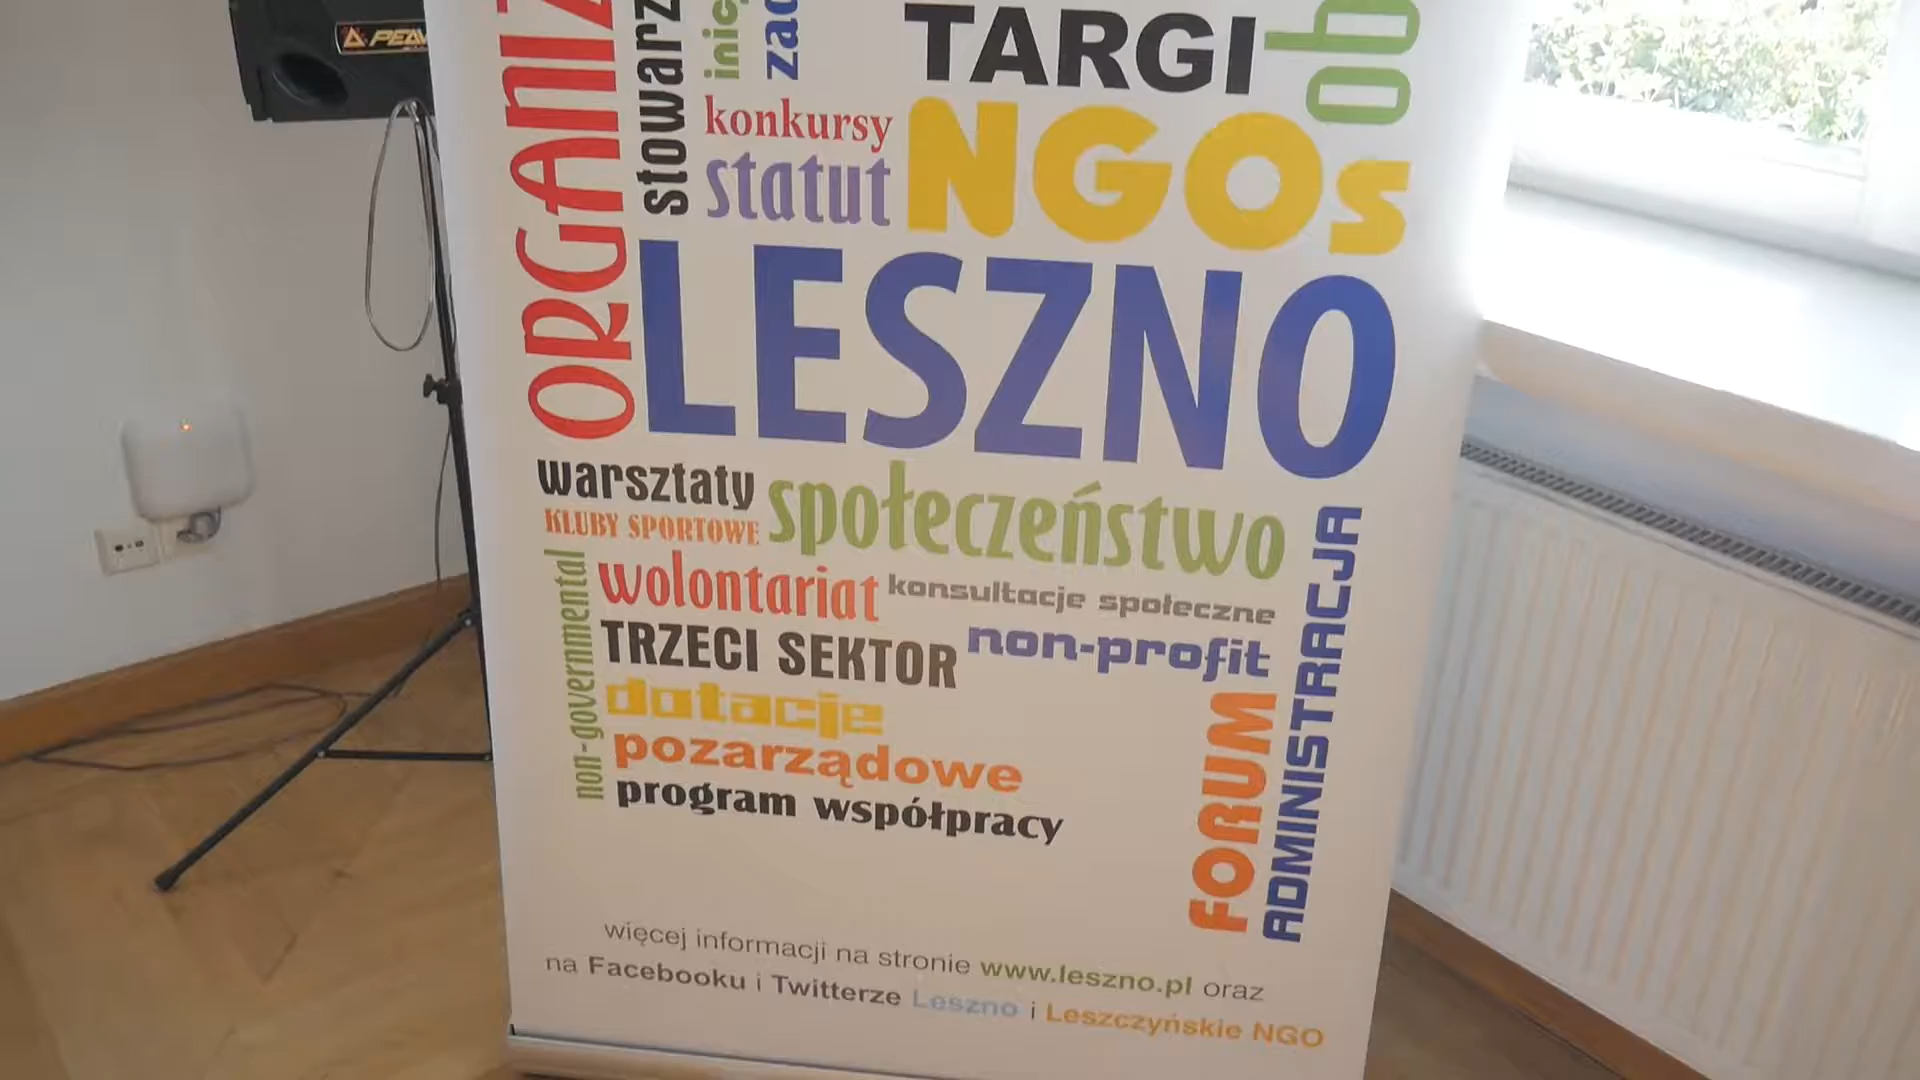 TARGI
konkursy
statut
NGOs
LESZNO
warsztaty
społeczeństwo
KLUBY SPORTOWE
wolontariat
konsultacje społeczne
TRZECI SEKTOR
non-profit
non-governmental
dotacje
pozarządowe
program współpracy
FORUM
ADMINISTRACJA
więcej informacji na stronie www.leszno.pl oraz
na Facebooku i Twitterze Leszno i Leszczyńskie NGO